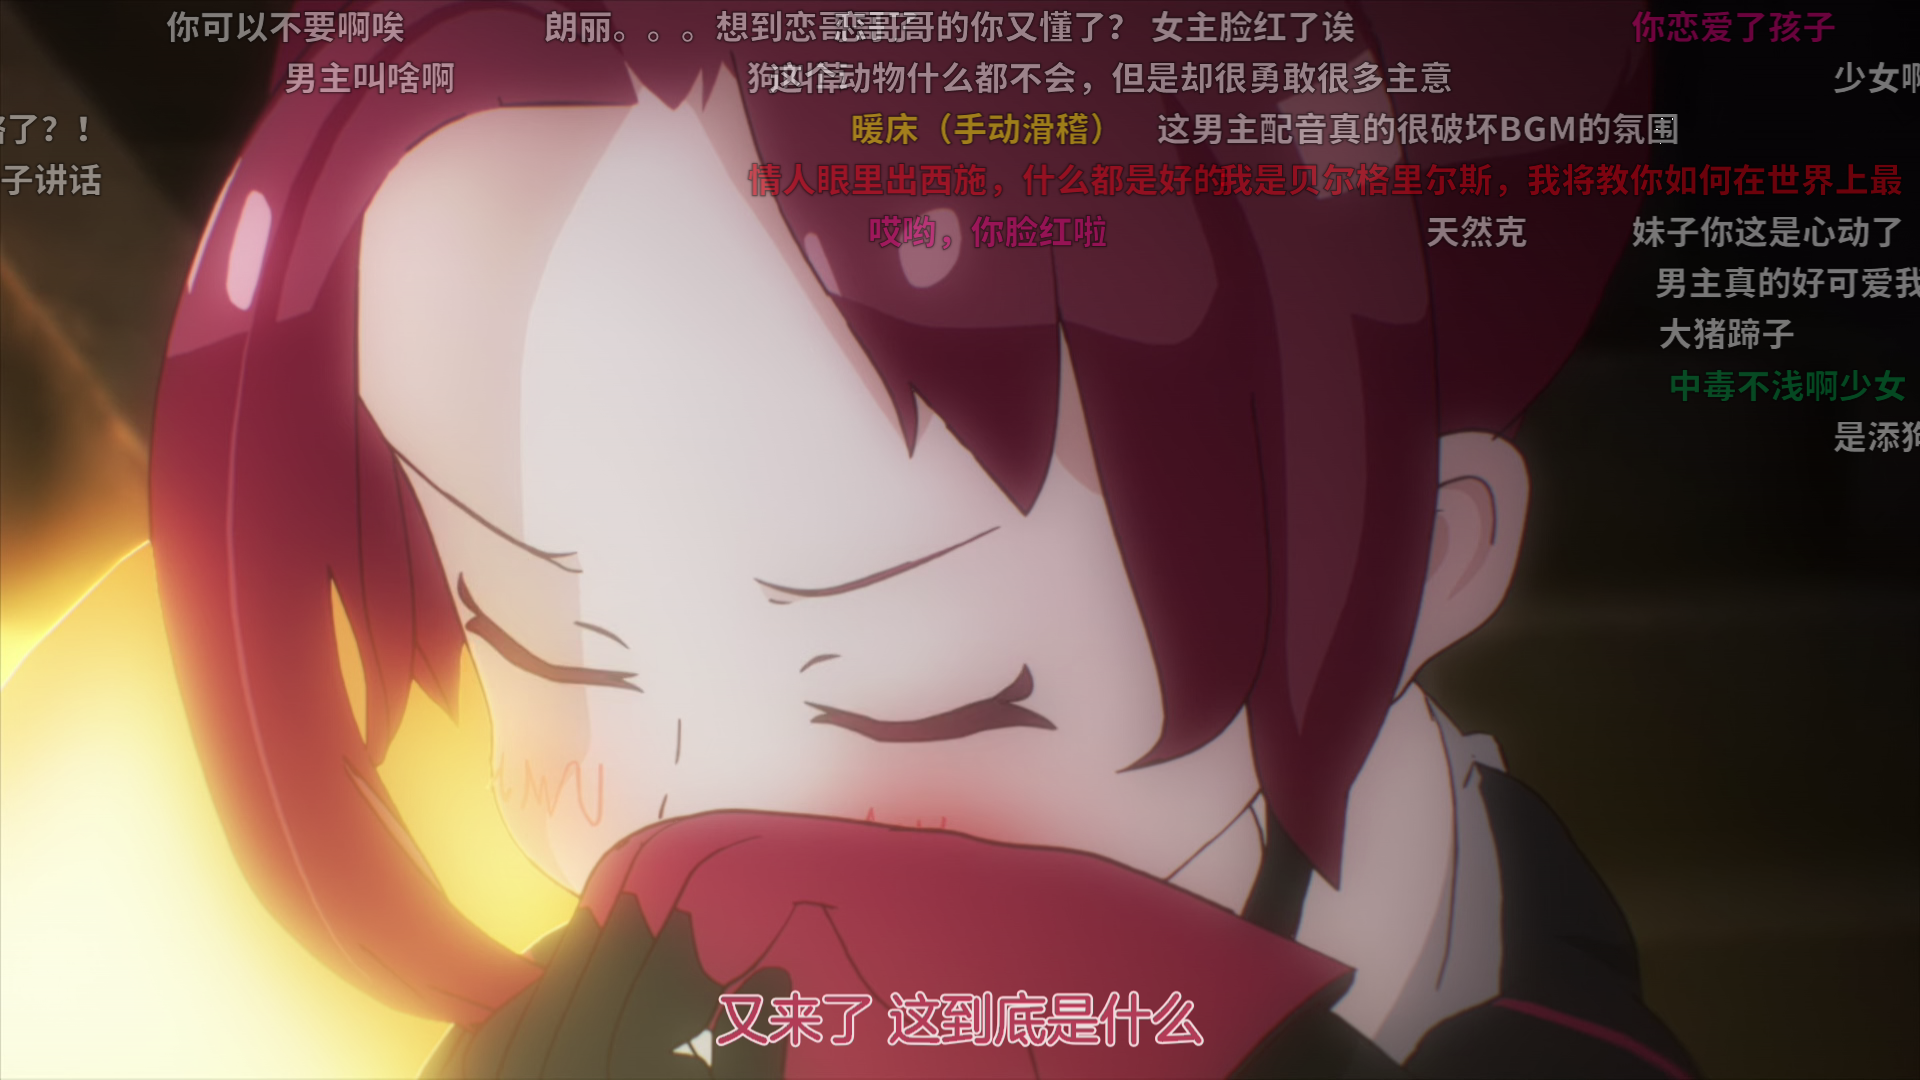 你可以不要啊唉
朗丽。。。想到恋哥哥的你又懂了?
女主脸红了诶
你恋爱了孩子
男主叫啥啊
动物什么都不会，但是却很勇敢很多主意
少女啊
了?！
暖床（手动滑稽）
这男主配音真的很破坏BGM的氛围
子讲话
情人眼里出西施，什么都是好的
我是贝尔格里尔斯，我将教你如何在世界上最
哎哟，你脸红啦
天然克
妹子你这是心动了
男主真的好可爱我
大猪蹄子
中毒不浅啊少女
是添狗
又来了 这到底是什么